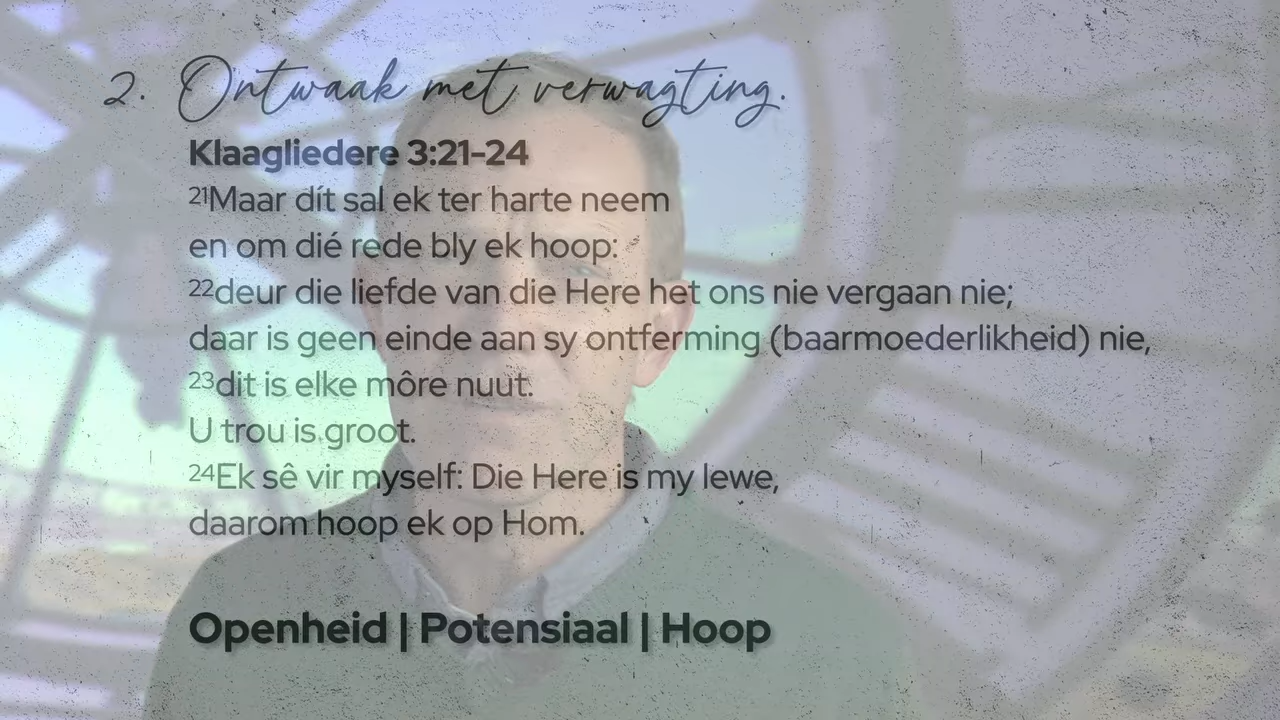 2. Ontwaak met verwagting.
Klaagliedere 3:21-24
²¹Maar dít sal ek ter harte neem
en om dié rede bly ek hoop:
²²deur die liefde van die Here het ons nie vergaan nie;
daar is geen einde aan sy ontferming (baarmoederlikheid) nie,
²³dit is elke môre nuut.
U trou is groot.
²⁴Ek sê vir myself: Die Here is my lewe,
daarom hoop ek op Hom.
Openheid | Potensiaal | Hoop